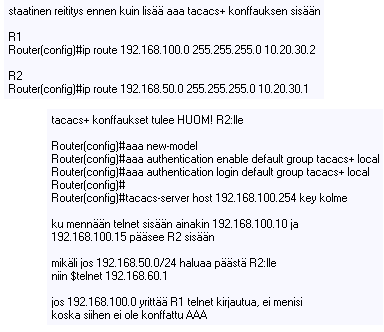 staatinen reititys ennen kuin lisää aaa tacacs+ konffauksen sisään
R1
Router(config)#ip route 192.168.100.0 255.255.255.0 10.20.30.2
R2
Router(config)#ip route 192.168.50.0 255.255.255.0 10.20.30.1
tacacs+ konffaukset tulee HUOM! R2:lle
Router(config)#aaa new-model
Router(config)#aaa authentication enable default group tacacs+ local
Router(config)#aaa authentication login default group tacacs+ local
Router(config)#
Router(config)#tacacs-server host 192.168.100.254 key kolme
ku mennään telnet sisään ainakin 192.168.100.10 ja
192.168.100.15 pääsee R2 sisään
mikäli jos 192.168.50.0/24 haluaa päästä R2:lle
niin $telnet 192.168.60.1
jos 192.168.100.0 yrittää R1 telnet kirjautua, ei menisi
koska siihen ei ole konffattu AAA